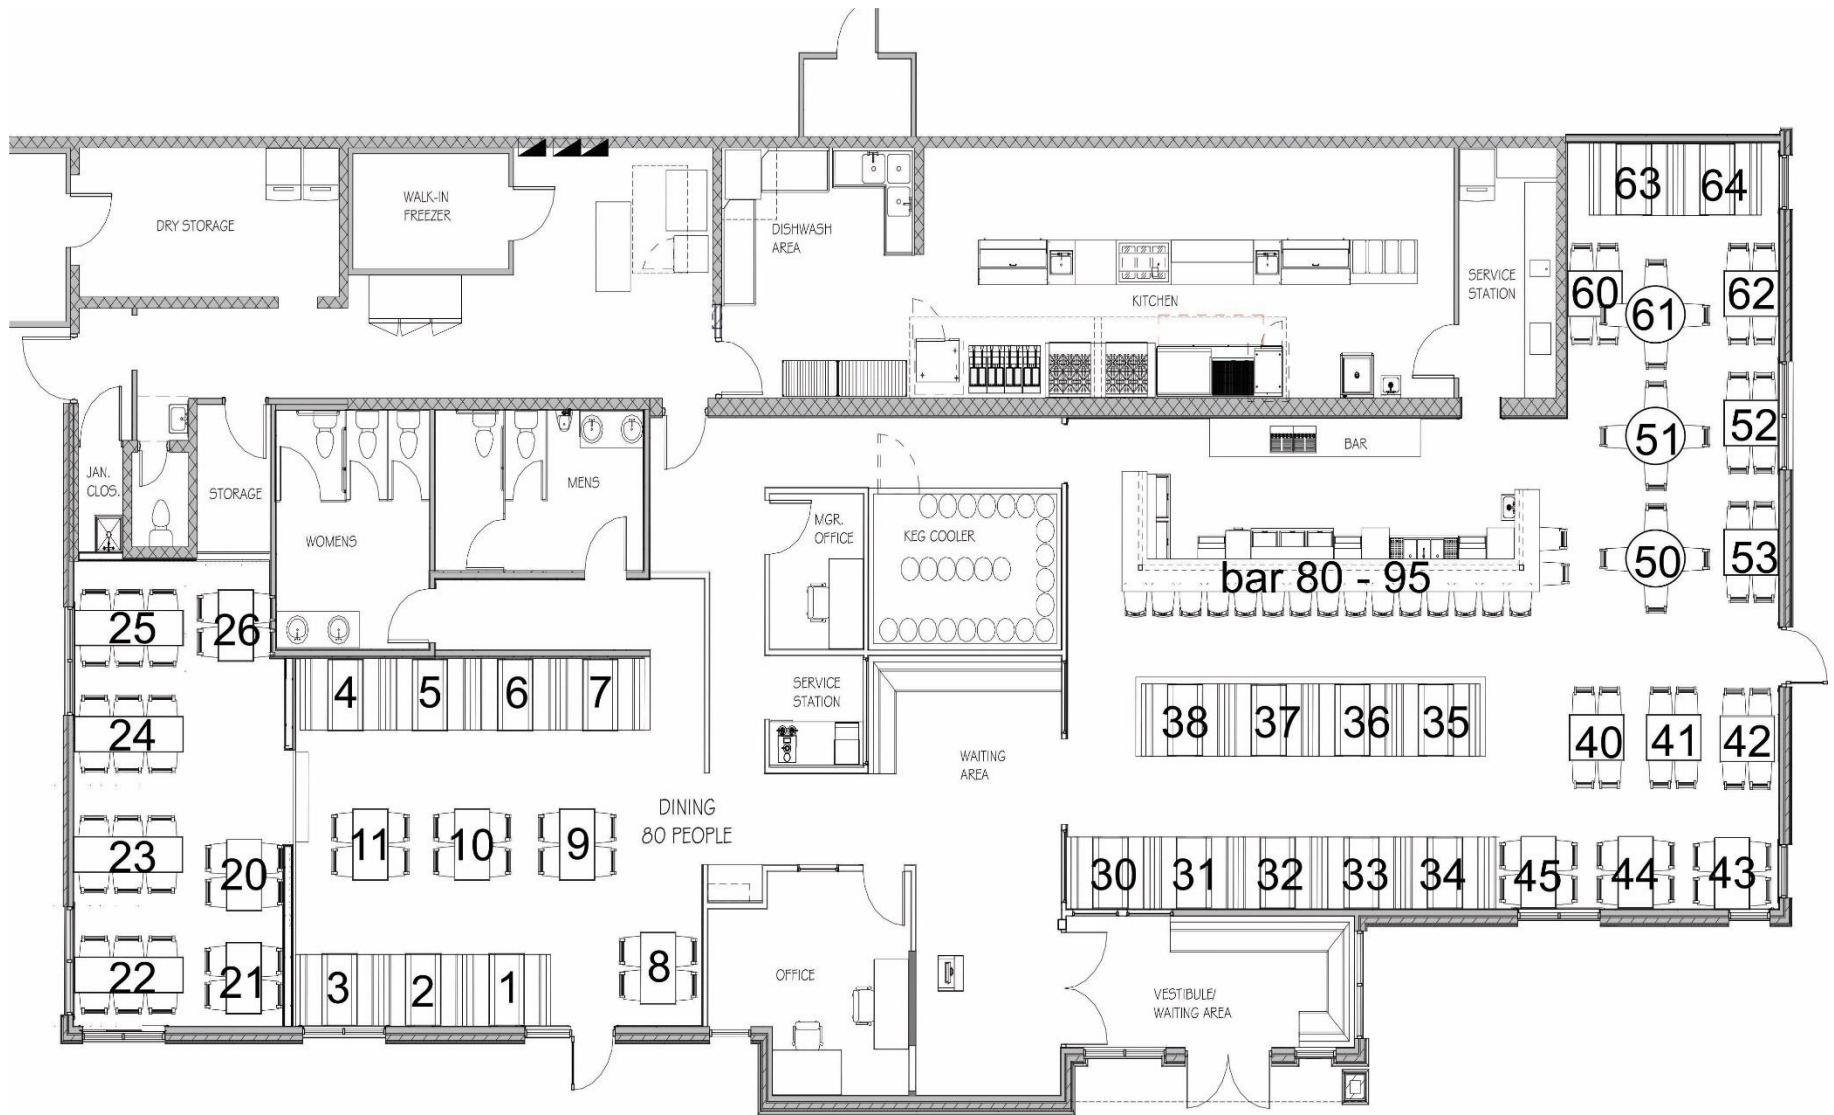 DRY STORAGE
WALK-IN
FREEZER
DISHWASH
AREA
KITCHEN
SERVICE
STATION
63
64
60
61
62
51
52
50
53
BAR
bar 80 - 95
JAN.
CLOS.
STORAGE
WOMENS
MENS
MGR.
OFFICE
KEG COOLER
SERVICE
STATION
WAITING
AREA
25
26
24
23
20
22
21
4
5
6
7
11
10
9
DINING
80 PEOPLE
3
2
1
8
OFFICE
38
37
36
35
40
41
42
30
31
32
33
34
45
44
43
VESTIBULE/
WAITING AREA